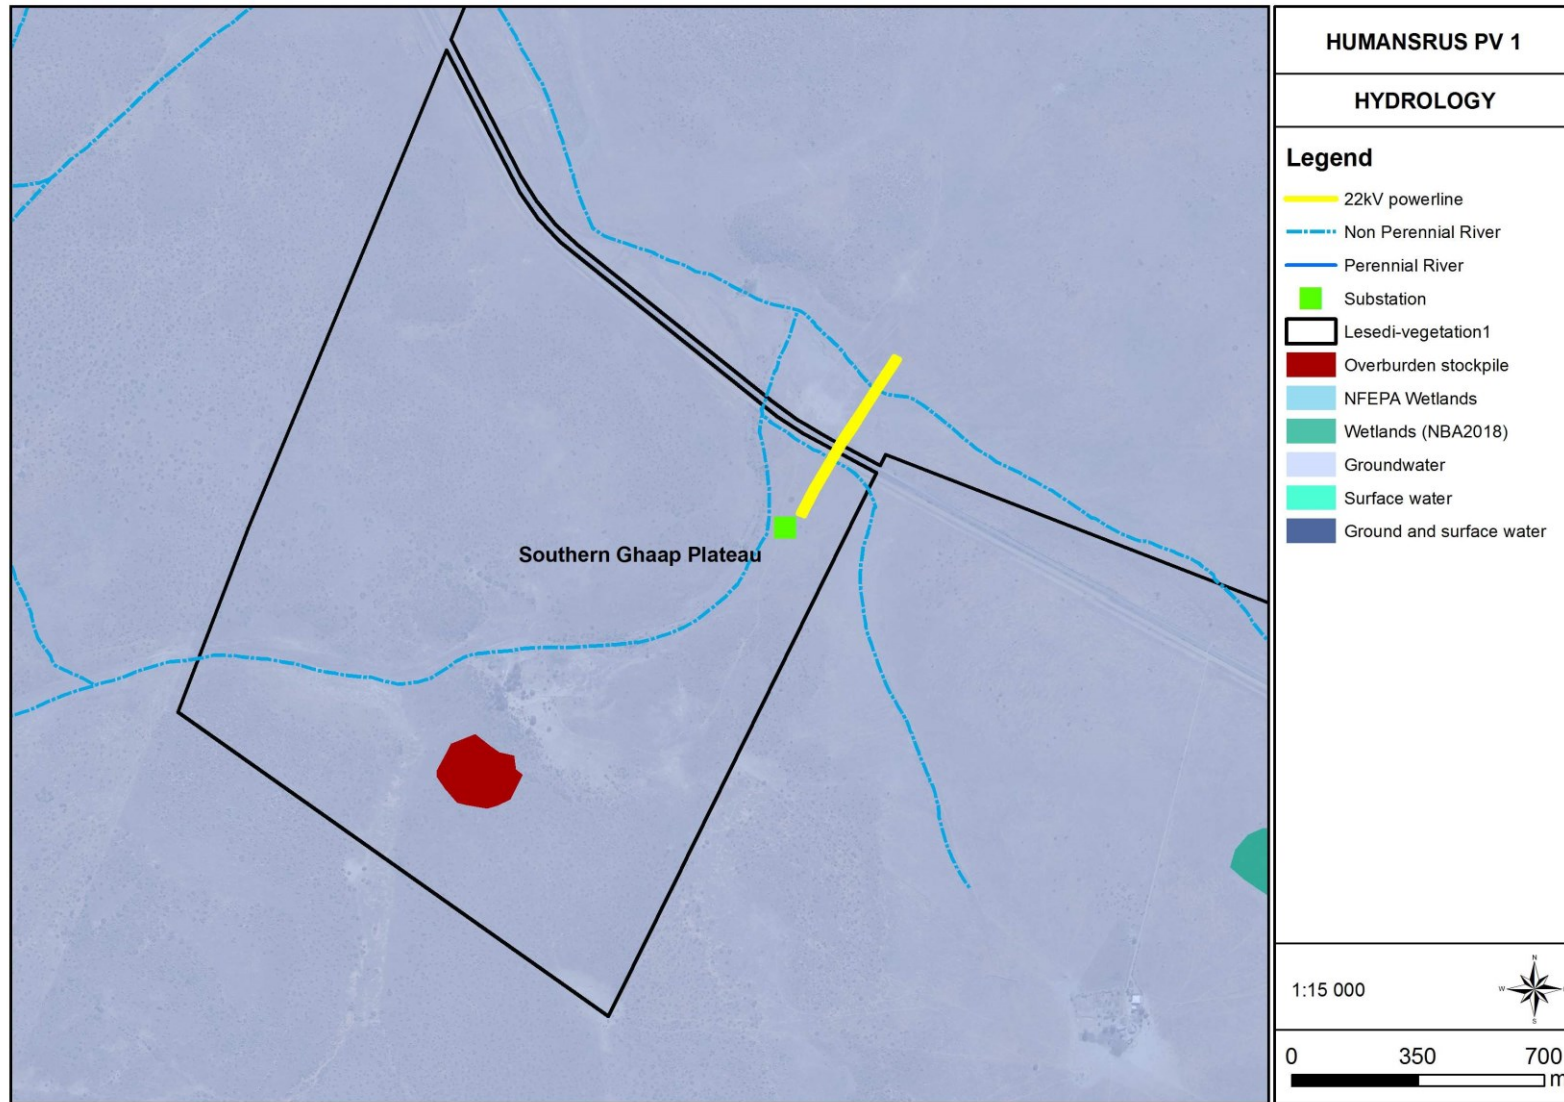 HUMANSRUS PV 1
HYDROLOGY
Legend
22kV powerline
Non Perennial River
Perennial River
Substation
Lesedi-vegetation1
Overburden stockpile
NFEPA Wetlands
Wetlands (NBA2018)
Groundwater
Surface water
Ground and surface water
Southern Ghaap Plateau
1:15 000
N
W
S
0 350 700
m